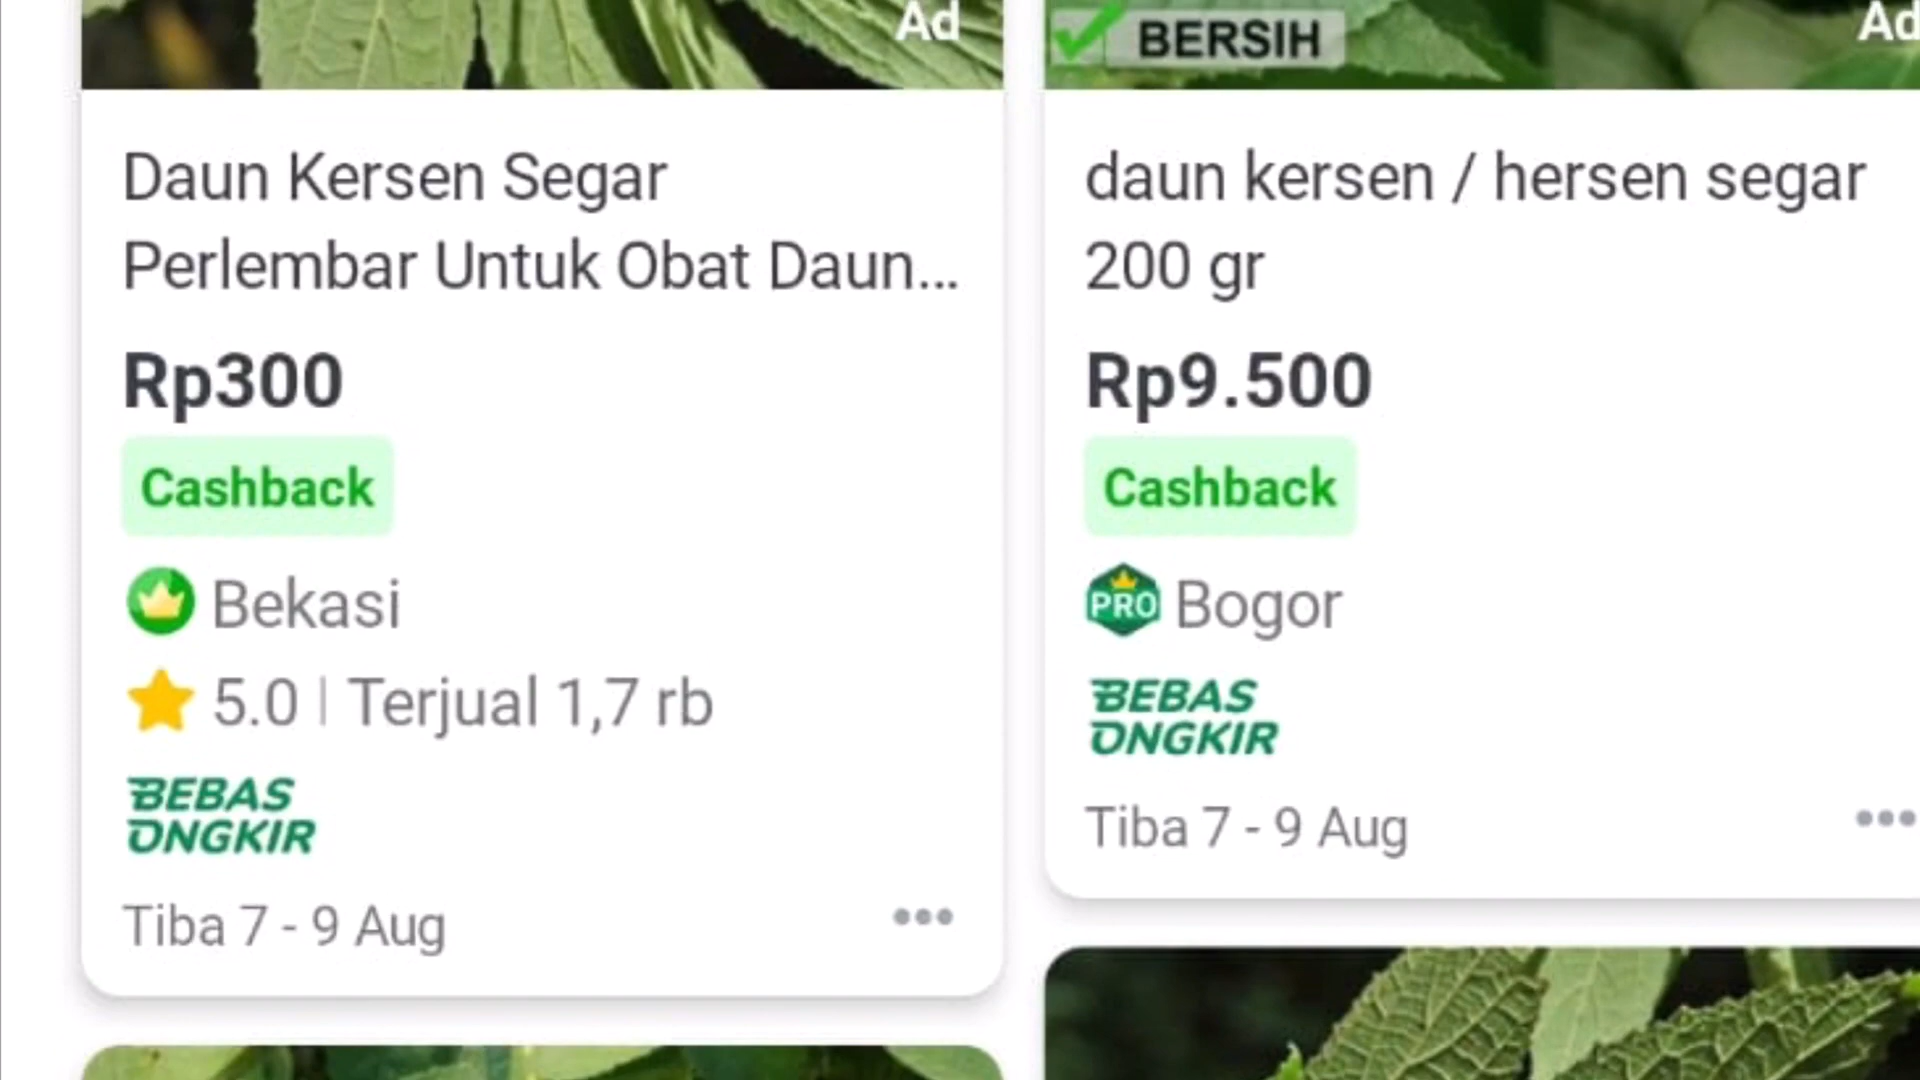 Ad
Daun Kersen Segar
Perlembar Untuk Obat Daun...
Rp300
Cashback
Bekasi
5.0 | Terjual 1,7 rb
BEBAS
ONGKIR
Tiba 7 - 9 Aug
BERSIH
Ad
daun kersen / hersen segar
200 gr
Rp9.500
Cashback
PRO Bogor
BEBAS
ONGKIR
Tiba 7 - 9 Aug